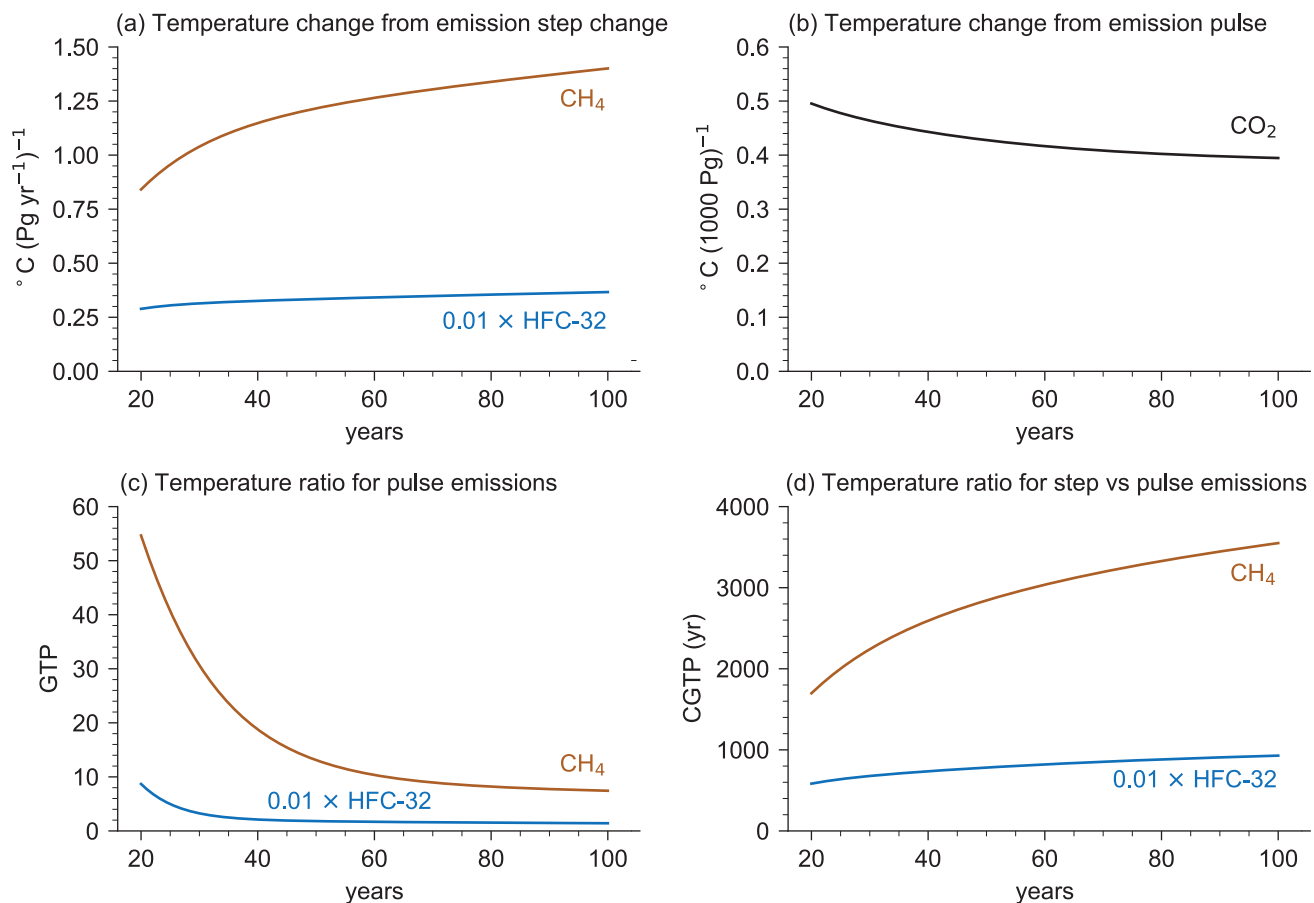 (a) Temperature change from emission step change
1.50
1.25
1.00
0.75
0.50
0.25
0.00
°C (Pg yr⁻¹)⁻¹
CH₄
0.01 × HFC-32
20 40 60 80 100
years
(b) Temperature change from emission pulse
0.6
0.5
0.4
0.3
0.2
0.1
0.0
°C (1000 Pg)⁻¹
CO₂
20 40 60 80 100
years
(c) Temperature ratio for pulse emissions
60
50
40
30
20
10
0
GTP
CH₄
0.01 × HFC-32
20 40 60 80 100
years
(d) Temperature ratio for step vs pulse emissions
4000
3000
2000
1000
0
CGTP (yr)
CH₄
0.01 × HFC-32
20 40 60 80 100
years